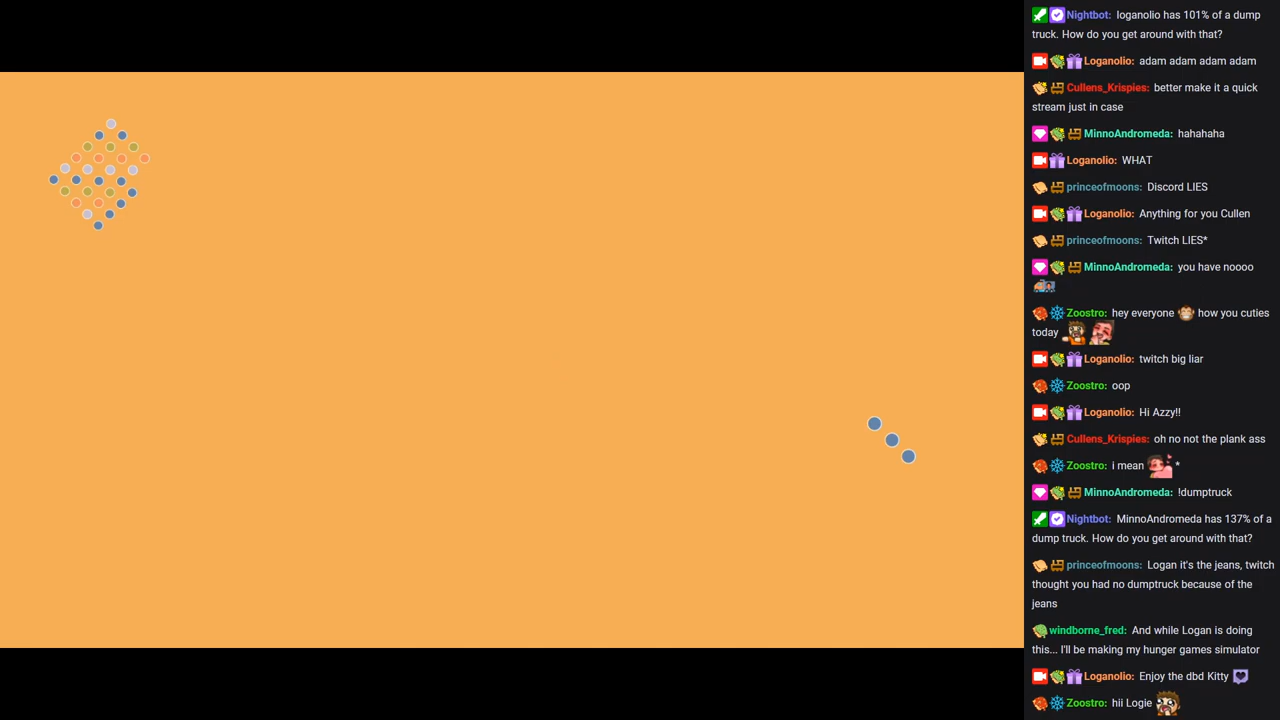 Nightbot: loganolio has 101% of a dump
truck. How do you get around with that?
Loganolio: adam adam adam adam
Cullens_Krispies: better make it a quick
stream just in case
MinnoAndromeda: hahahaha
Loganolio: WHAT
princeofmoons: Discord LIES
Loganolio: Anything for you Cullen
princeofmoons: Twitch LIES*
MinnoAndromeda: you have noooo
Zoostro: hey everyone how you cuties
today
Loganolio: twitch big liar
Zoostro: oop
Loganolio: Hi Azzy!!
Cullens_Krispies: oh no not the plank ass
Zoostro: i mean *
MinnoAndromeda: !dumptruck
Nightbot: MinnoAndromeda has 137% of a
dump truck. How do you get around with that?
princeofmoons: Logan it's the jeans, twitch
thought you had no dumptruck because of the
jeans
windborne_fred: And while Logan is doing
this... I'll be making my hunger games simulator
Loganolio: Enjoy the dbd Kitty
Zoostro: hii Logie